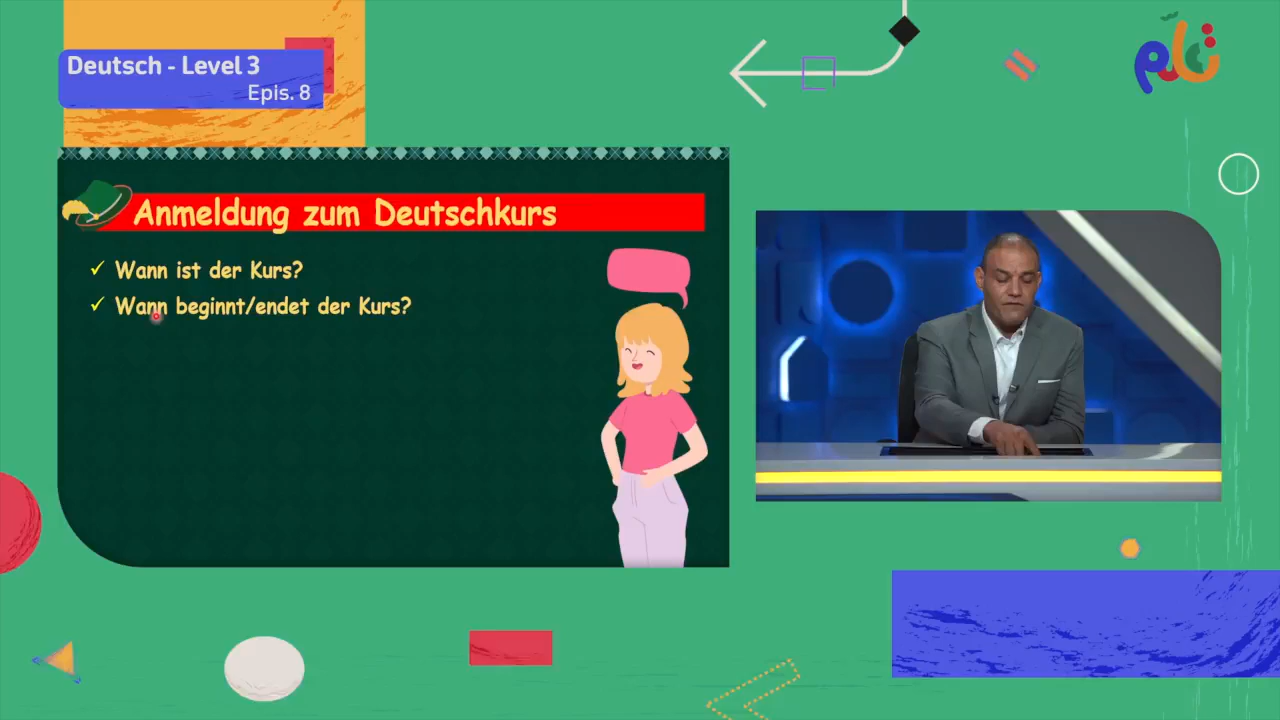 Deutsch - Level 3
Epis. 8
Anmeldung zum Deutschkurs
✓ Wann ist der Kurs?
✓ Wann beginnt/endet der Kurs?